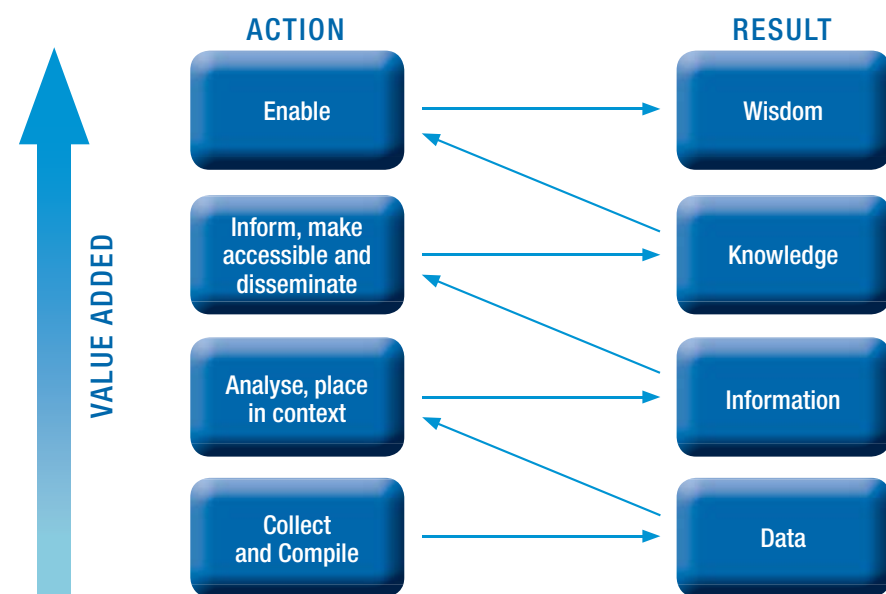 ACTION
RESULT
Enable
Wisdom
Inform, make
accessible and
disseminate
Knowledge
VALUE ADDED
Analyse, place
in context
Information
Collect
and Compile
Data